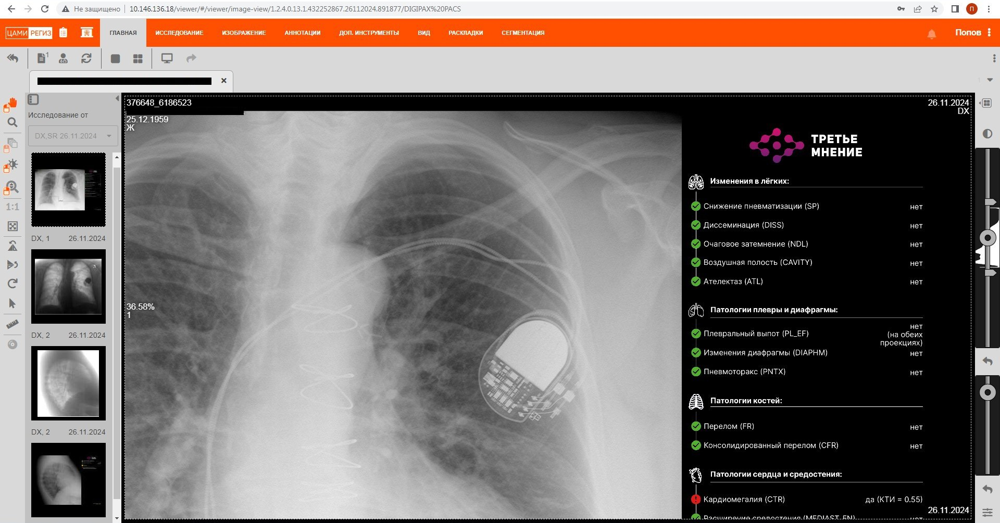 Не защищено
10.146.136.18/viewer/#/viewer/image-view/1.2.4.0.13.1.432252867.26112024.891877/DIGIPAX%20PACS
П
ЦАМИ РЕГИЗ
ГЛАВНАЯ
ИССЛЕДОВАНИЕ
ИЗОБРАЖЕНИЕ
АННОТАЦИИ
ДОП. ИНСТРУМЕНТЫ
ВИД
РАСКЛАДКИ
СЕГМЕНТАЦИЯ
Попов
1
1:1
Исследование от
DX,SR 26.11.2024
DX, 1 26.11.2024
DX, 2 26.11.2024
DX, 2 26.11.2024
376648_6186523
25.12.1959
Ж
36.58%
1
26.11.2024
DX
ТРЕТЬЕ
МНЕНИЕ
Изменения в лёгких:
Снижение пневматизации (SP) нет
Диссеминация (DISS) нет
Очаговое затемнение (NDL) нет
Воздушная полость (CAVITY) нет
Ателектаз (ATL) нет
Патологии плевры и диафрагмы:
Плевральный выпот (PL_EF) нет
(на обеих
проекциях)
Изменения диафрагмы (DIAPHM) нет
Пневмоторакс (PNTX) нет
Патологии костей:
Перелом (FR) нет
Консолидированный перелом (CFR) нет
Патологии сердца и средостения:
Кардиомегалия (CTR) да (КТИ = 0.55)
Расширение средостения (MEDIAST_EN) нет
26.11.2024